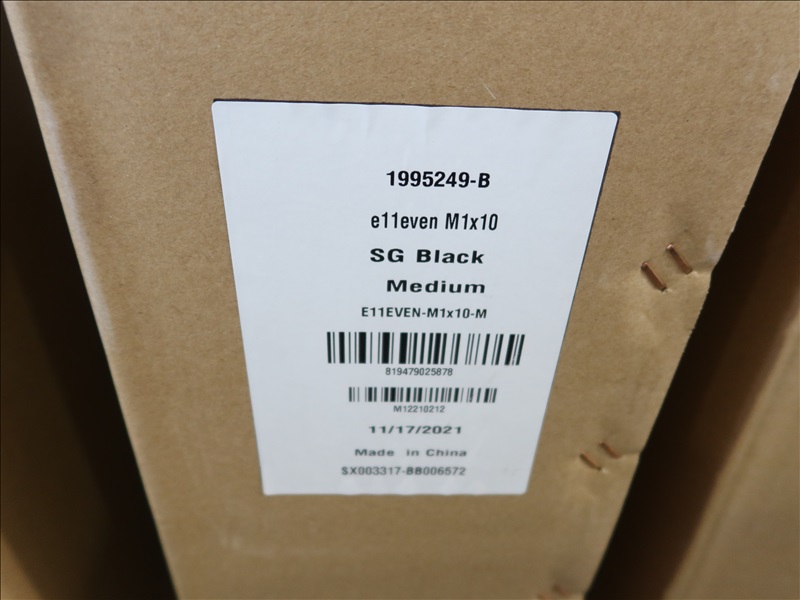 1995249-B
e11even M1x10
SG Black
Medium
E11EVEN-M1x10-M
819479025878
M12210212
11/17/2021
Made in China
SX003317-88006572